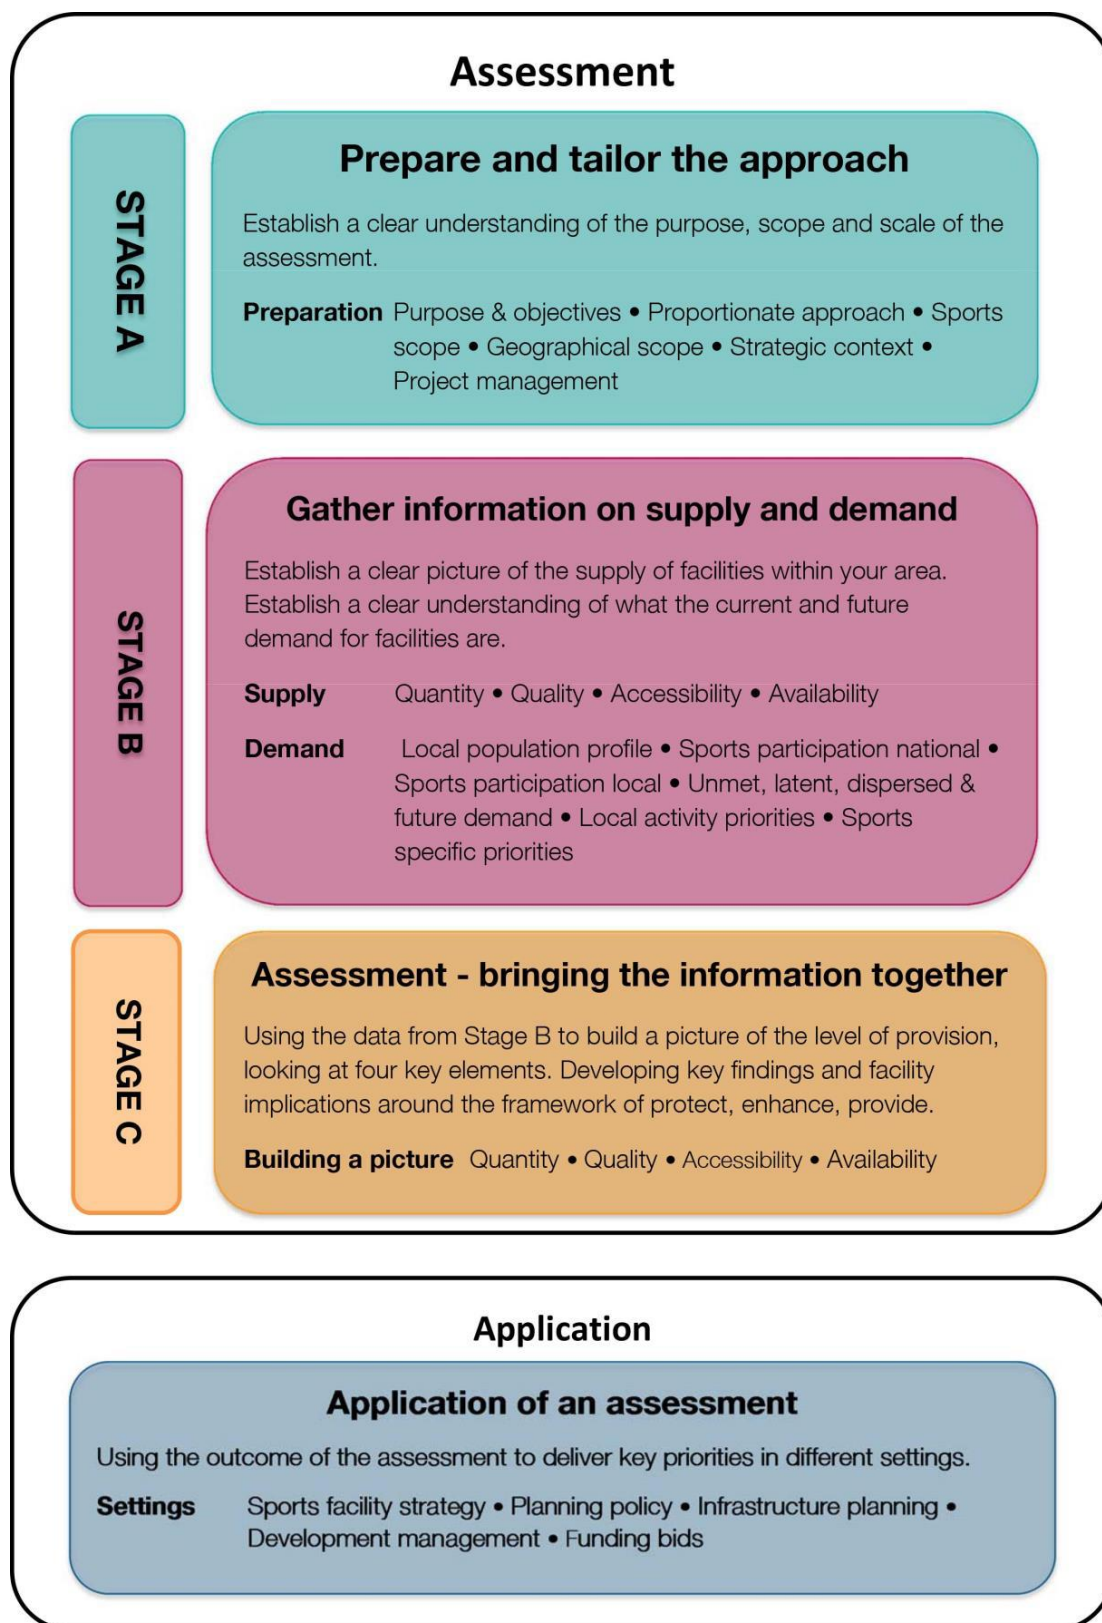 Assessment
STAGE A
Prepare and tailor the approach
Establish a clear understanding of the purpose, scope and scale of the
assessment.
Preparation Purpose & objectives • Proportionate approach • Sports
scope • Geographical scope • Strategic context •
Project management
STAGE B
Gather information on supply and demand
Establish a clear picture of the supply of facilities within your area.
Establish a clear understanding of what the current and future
demand for facilities are.
Supply Quantity • Quality • Accessibility • Availability
Demand Local population profile • Sports participation national •
Sports participation local • Unmet, latent, dispersed &
future demand • Local activity priorities • Sports
specific priorities
STAGE C
Assessment - bringing the information together
Using the data from Stage B to build a picture of the level of provision,
looking at four key elements. Developing key findings and facility
implications around the framework of protect, enhance, provide.
Building a picture Quantity • Quality • Accessibility • Availability
Application
Application of an assessment
Using the outcome of the assessment to deliver key priorities in different settings.
Settings Sports facility strategy • Planning policy • Infrastructure planning •
Development management • Funding bids